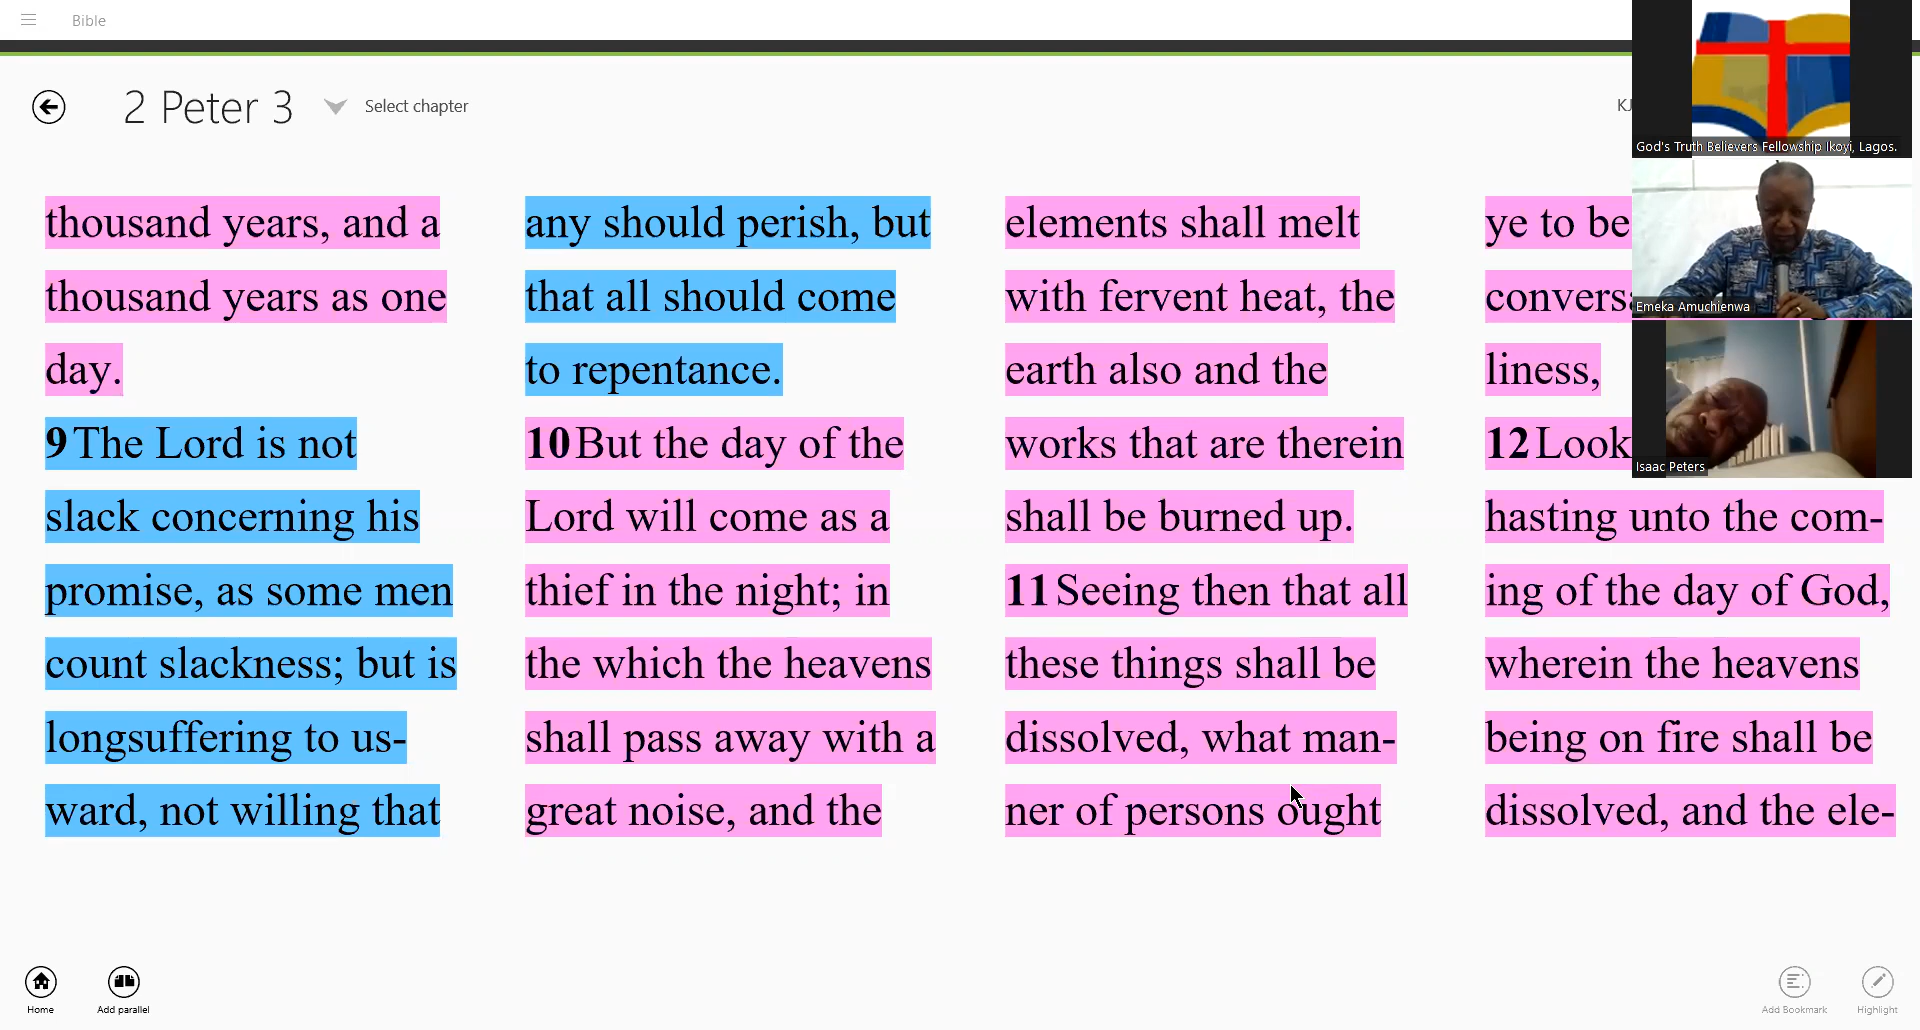 Bible
2 Peter 3
Select chapter
KJ
thousand years, and a
thousand years as one
day.
9 The Lord is not
slack concerning his
promise, as some men
count slackness; but is
longsuffering to us-
ward, not willing that
any should perish, but
that all should come
to repentance.
10 But the day of the
Lord will come as a
thief in the night; in
the which the heavens
shall pass away with a
great noise, and the
elements shall melt
with fervent heat, the
earth also and the
works that are therein
shall be burned up.
11 Seeing then that all
these things shall be
dissolved, what man-
ner of persons ought
ye to be
convers
liness,
12 Look
hasting unto the com-
ing of the day of God,
wherein the heavens
being on fire shall be
dissolved, and the ele-
God's Truth Believers Fellowship Ikoyi, Lagos.
Emeka Amuchienwa
Isaac Peters
Home
Add parallel
Add Bookmark
Highlight